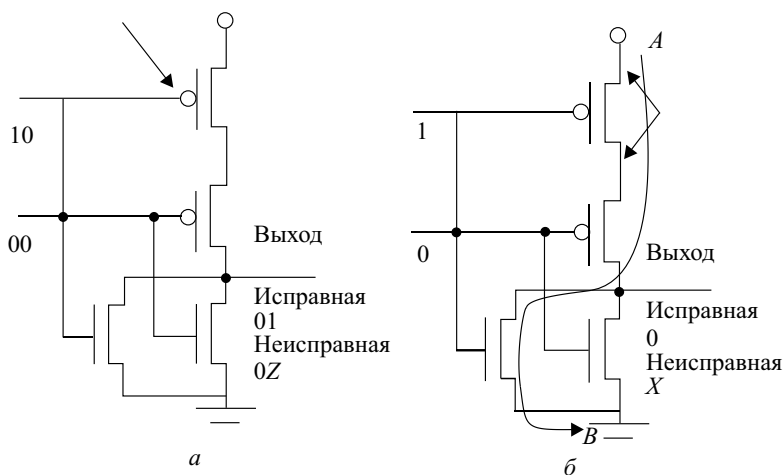 10
00
Выход
Исправная
01
Неисправная
0Z
а
A
1
0
Выход
Исправная
0
Неисправная
X
B
б